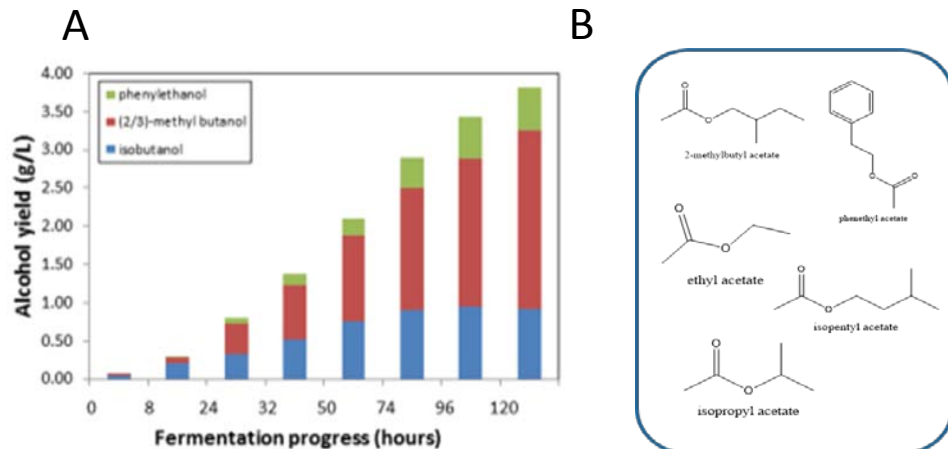 A
B
4.00
3.50
3.00
2.50
2.00
1.50
1.00
0.50
0.00
Alcohol yield (g/L)
phenylethanol
(2/3)-methyl butanol
isobutanol
0 8 24 32 50 74 96 120
Fermentation progress (hours)
O
O
2-methylbutyl acetate
O
O
phenethyl acetate
O
O
ethyl acetate
O
O
isopentyl acetate
O
O
isopropyl acetate